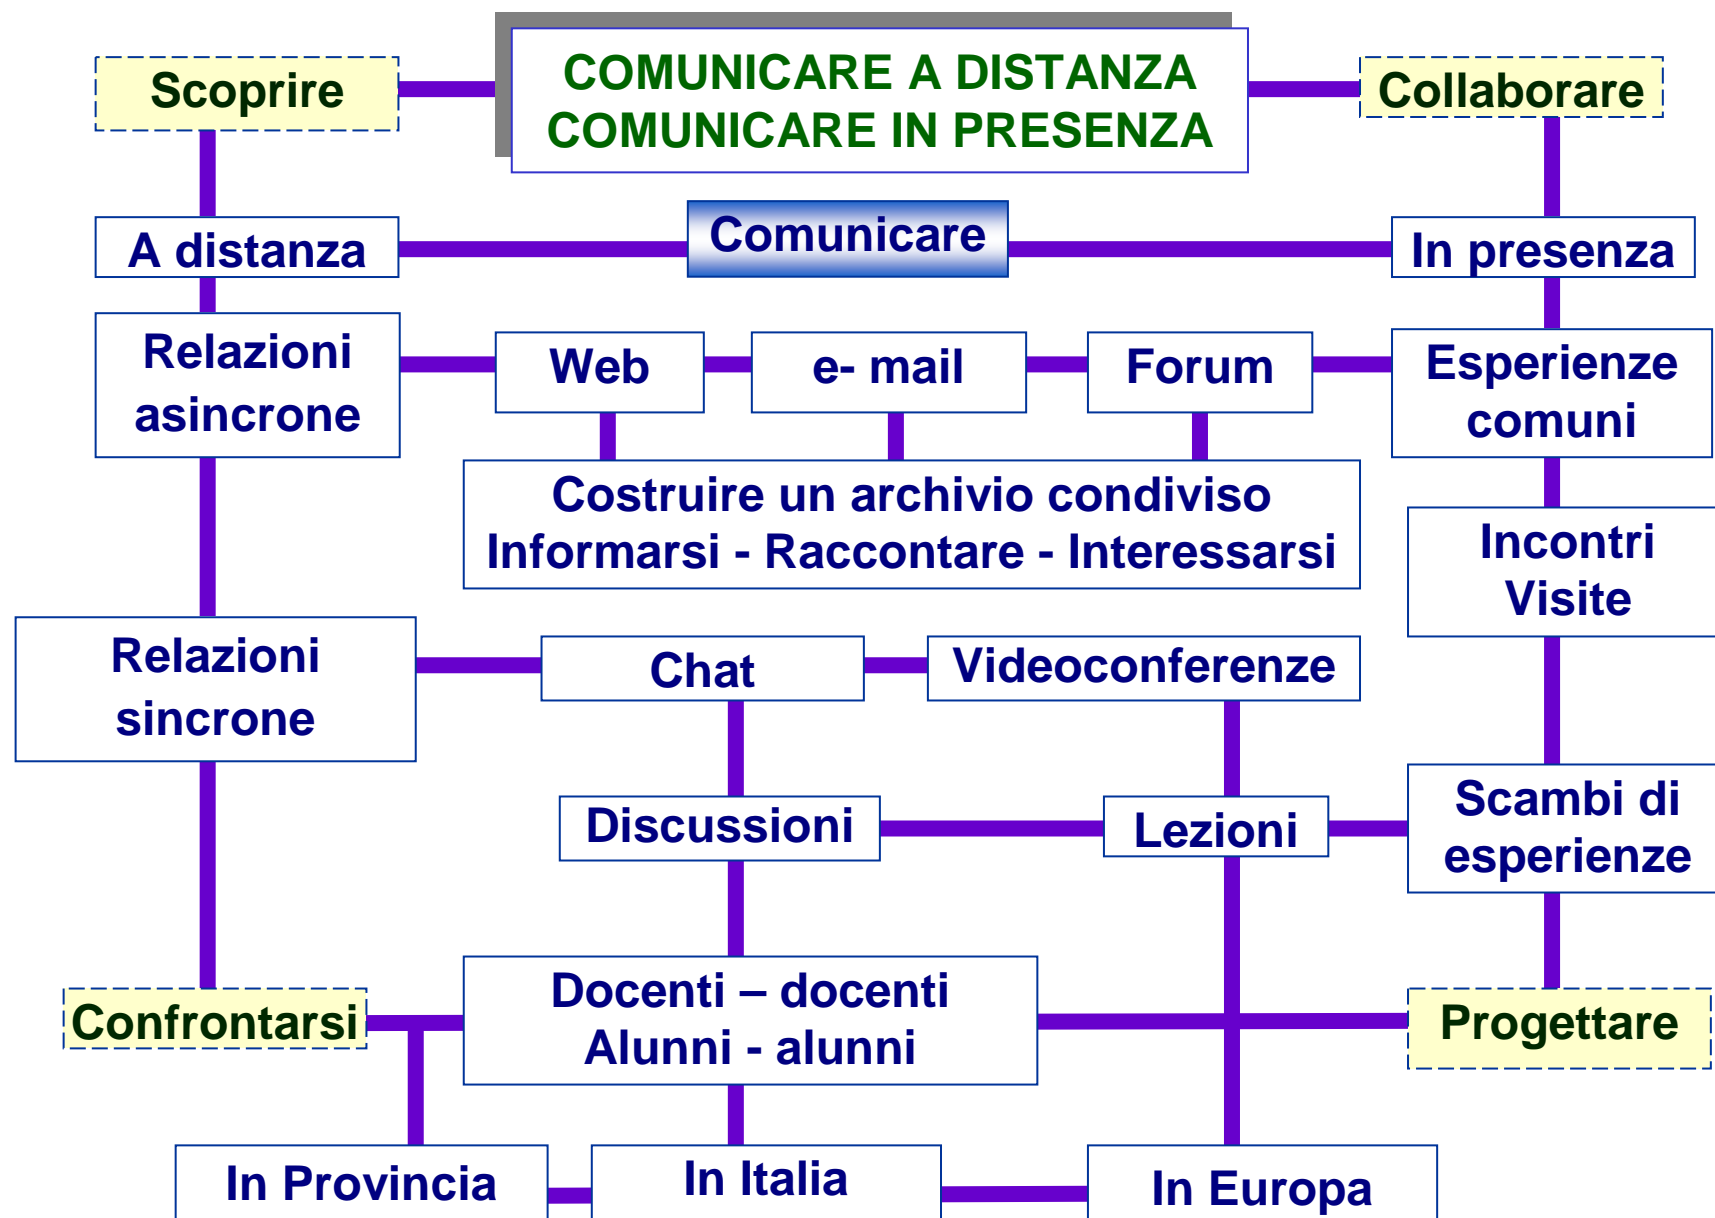 Scoprire
COMUNICARE A DISTANZA
COMUNICARE IN PRESENZA
Collaborare
A distanza
Comunicare
In presenza
Relazioni
asincrone
Web
e- mail
Forum
Esperienze
comuni
Costruire un archivio condiviso
Informarsi - Raccontare - Interessarsi
Incontri
Visite
Relazioni
sincrone
Chat
Videoconferenze
Discussioni
Lezioni
Scambi di
esperienze
Confrontarsi
Docenti – docenti
Alunni - alunni
Progettare
In Provincia
In Italia
In Europa